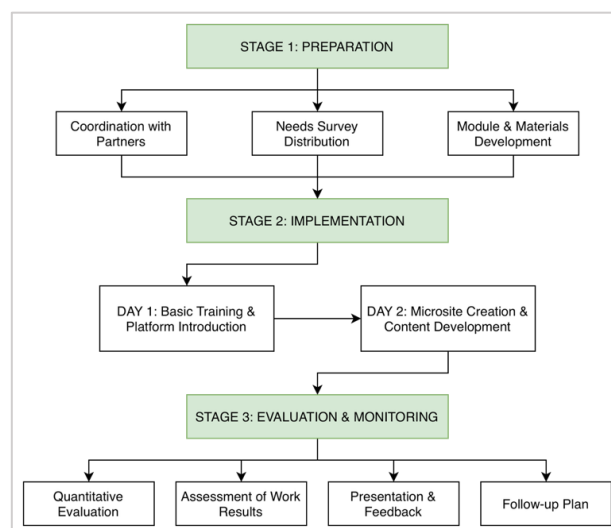 STAGE 1: PREPARATION
Coordination with
Partners
Needs Survey
Distribution
Module & Materials
Development
STAGE 2: IMPLEMENTATION
DAY 1: Basic Training &
Platform Introduction
DAY 2: Microsite Creation &
Content Development
STAGE 3: EVALUATION & MONITORING
Quantitative
Evaluation
Assessment of Work
Results
Presentation &
Feedback
Follow-up Plan